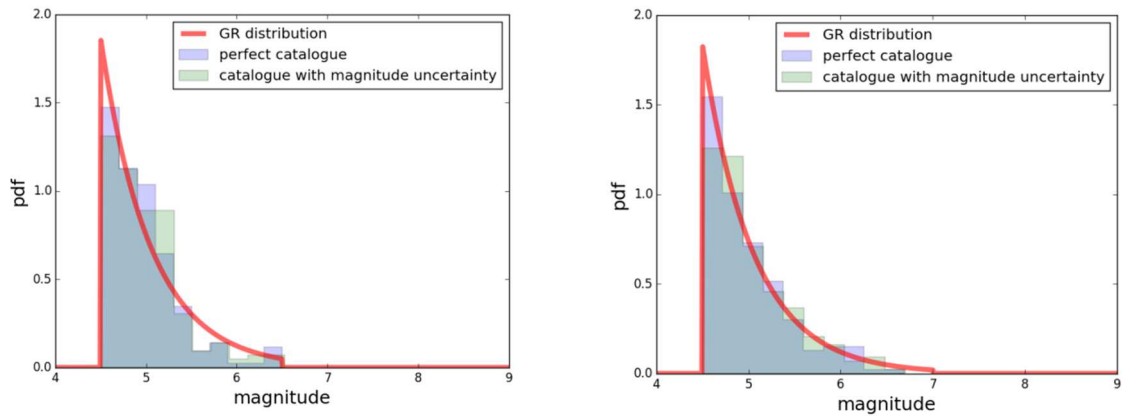 2.0
1.5
1.0
0.5
0.0
pdf
GR distribution
perfect catalogue
catalogue with magnitude uncertainty
4 5 6 7 8 9
magnitude
2.0
1.5
1.0
0.5
0.0
pdf
GR distribution
perfect catalogue
catalogue with magnitude uncertainty
4 5 6 7 8 9
magnitude